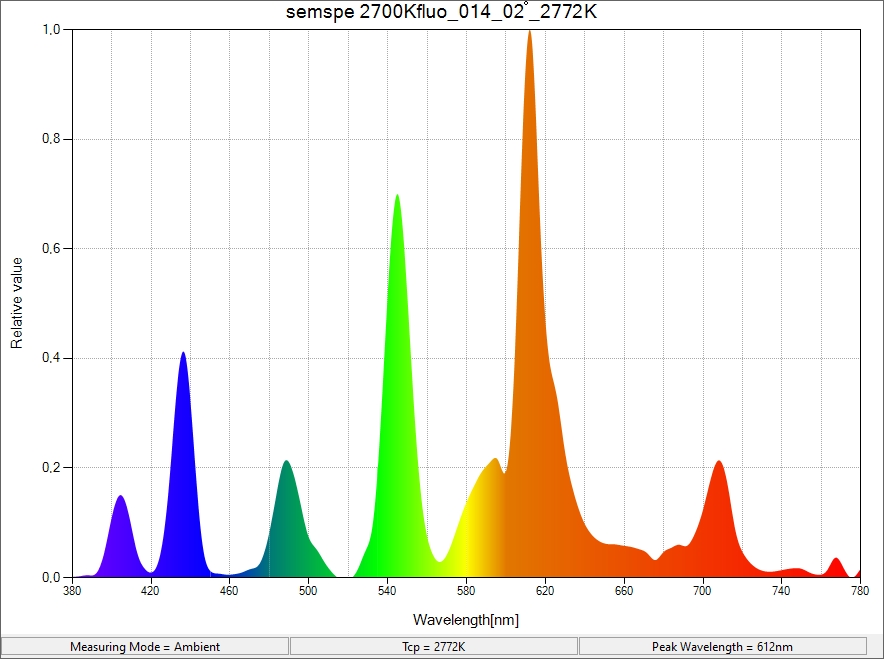 semspe 2700Kfluo_014_02°_2772K
1,0
0,8
0,6
0,4
0,2
0,0
Relative value
380 420 460 500 540 580 620 660 700 740 780
Wavelength[nm]
Measuring Mode = Ambient Tcp = 2772K Peak Wavelength = 612nm